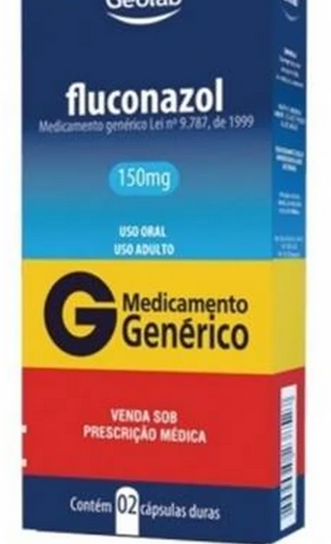 Geolab
fluconazol
Medicamento genérico Lei nº 9.787, de 1999
150mg
USO ORAL
USO ADULTO
G Medicamento
Genérico
VENDA SOB
PRESCRIÇÃO MÉDICA
Contém 02 cápsulas duras